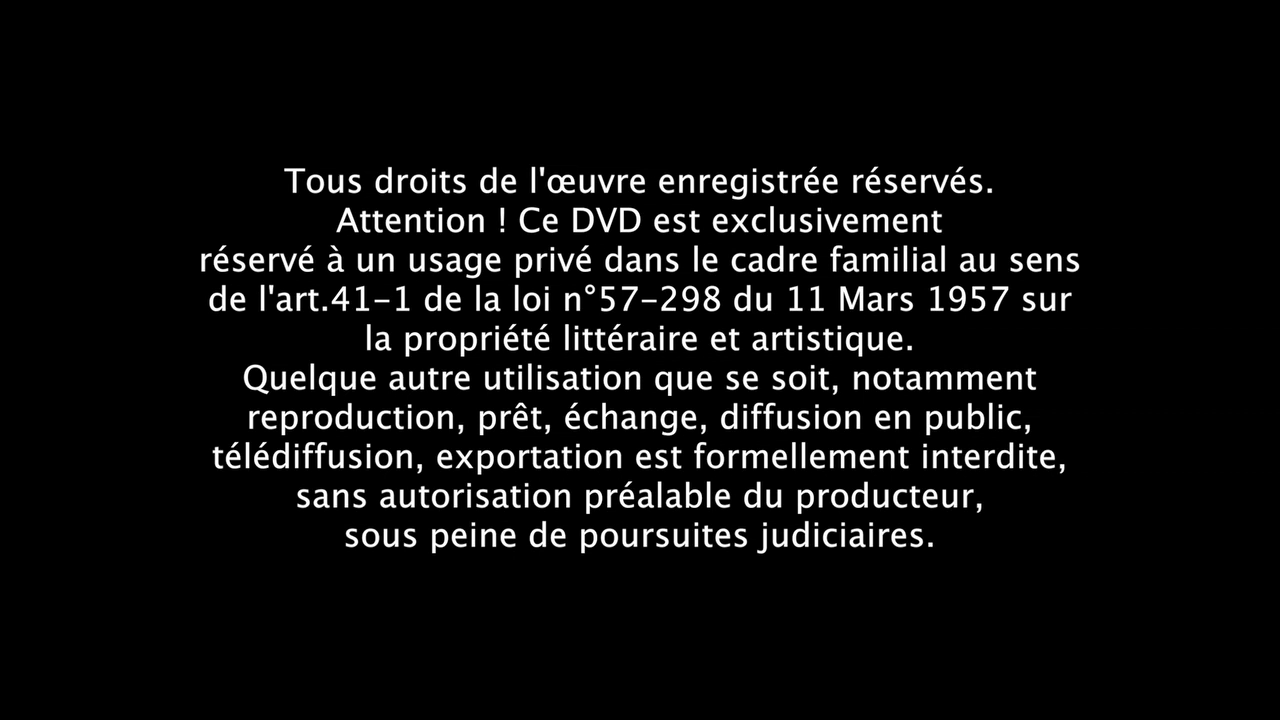 Tous droits de l'œuvre enregistrée réservés.
Attention ! Ce DVD est exclusivement
réservé à un usage privé dans le cadre familial au sens
de l'art.41-1 de la loi n°57-298 du 11 Mars 1957 sur
la propriété littéraire et artistique.
Quelque autre utilisation que se soit, notamment
reproduction, prêt, échange, diffusion en public,
télédiffusion, exportation est formellement interdite,
sans autorisation préalable du producteur,
sous peine de poursuites judiciaires.